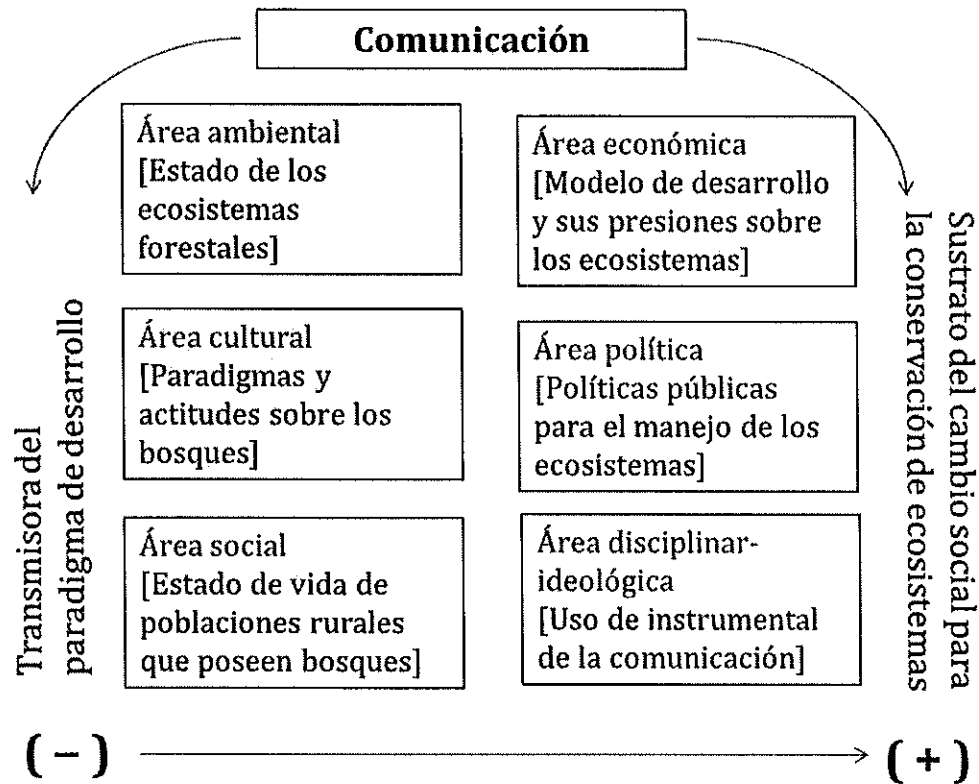 Comunicación
Área ambiental
[Estado de los
ecosistemas
forestales]
Área económica
[Modelo de desarrollo
y sus presiones sobre
los ecosistemas]
Área cultural
[Paradigmas y
actitudes sobre los
bosques]
Área política
[Políticas públicas
para el manejo de los
ecosistemas]
Área social
[Estado de vida de
poblaciones rurales
que poseen bosques]
Área disciplinar-
ideológica
[Uso de instrumental
de la comunicación]
Transmisora del
paradigma de desarrollo
Sustrato del cambio social para
la conservación de ecosistemas
( - )
( + )